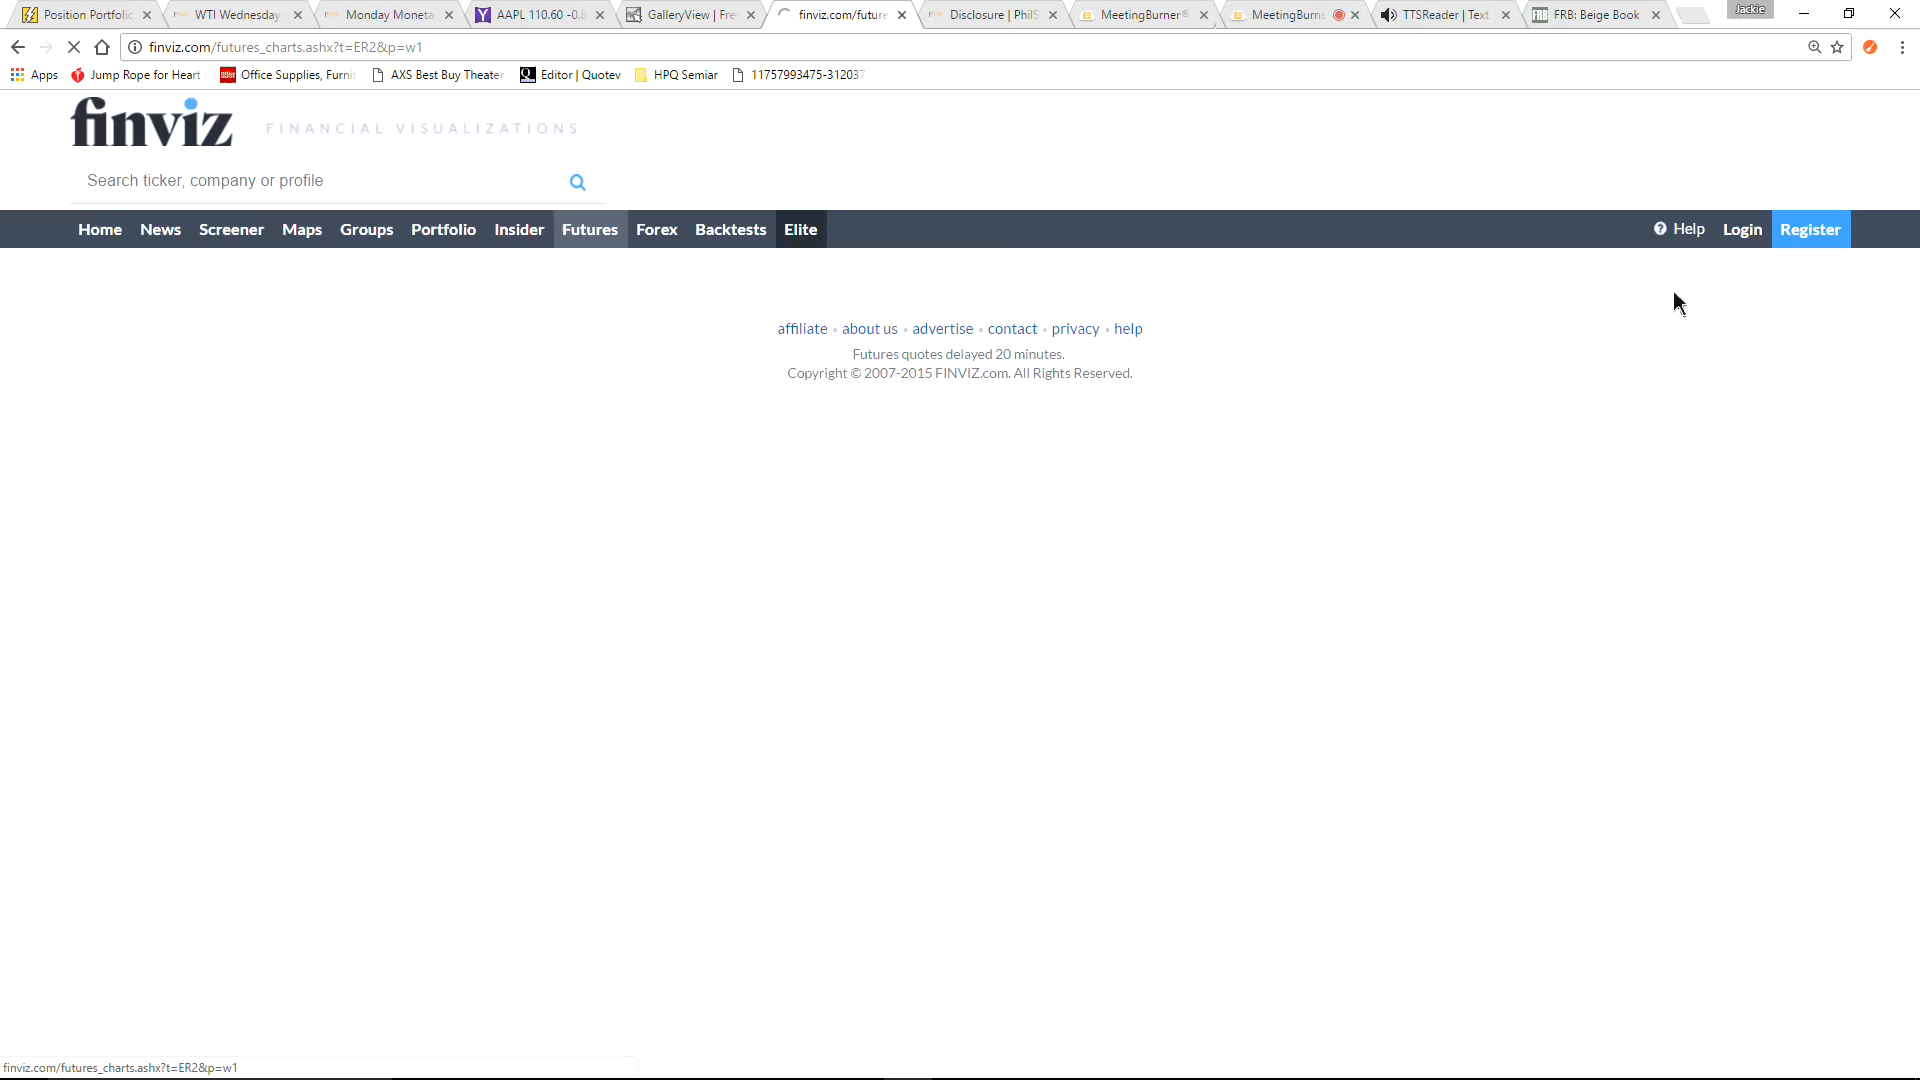 Position Portfoli
WTI Wednesday
Monday Moneta
AAPL 110.60 -0.8
GalleryView | Fre
finviz.com/future
Disclosure | PhilS
MeetingBurner®
MeetingBurne
TTSReader | Text
FRB: Beige Book
Jackie
finviz.com/futures_charts.ashx?t=ER2&p=w1
Apps
Jump Rope for Heart
Office Supplies, Furnit
AXS Best Buy Theater
Editor | Quotev
HPQ Semiar
11757993475-312037
finviz
FINANCIAL VISUALIZATIONS
Search ticker, company or profile
Home News Screener Maps Groups Portfolio Insider Futures Forex Backtests Elite
Help Login Register
affiliate • about us • advertise • contact • privacy • help
Futures quotes delayed 20 minutes.
Copyright © 2007-2015 FINVIZ.com. All Rights Reserved.
finviz.com/futures_charts.ashx?t=ER2&p=w1